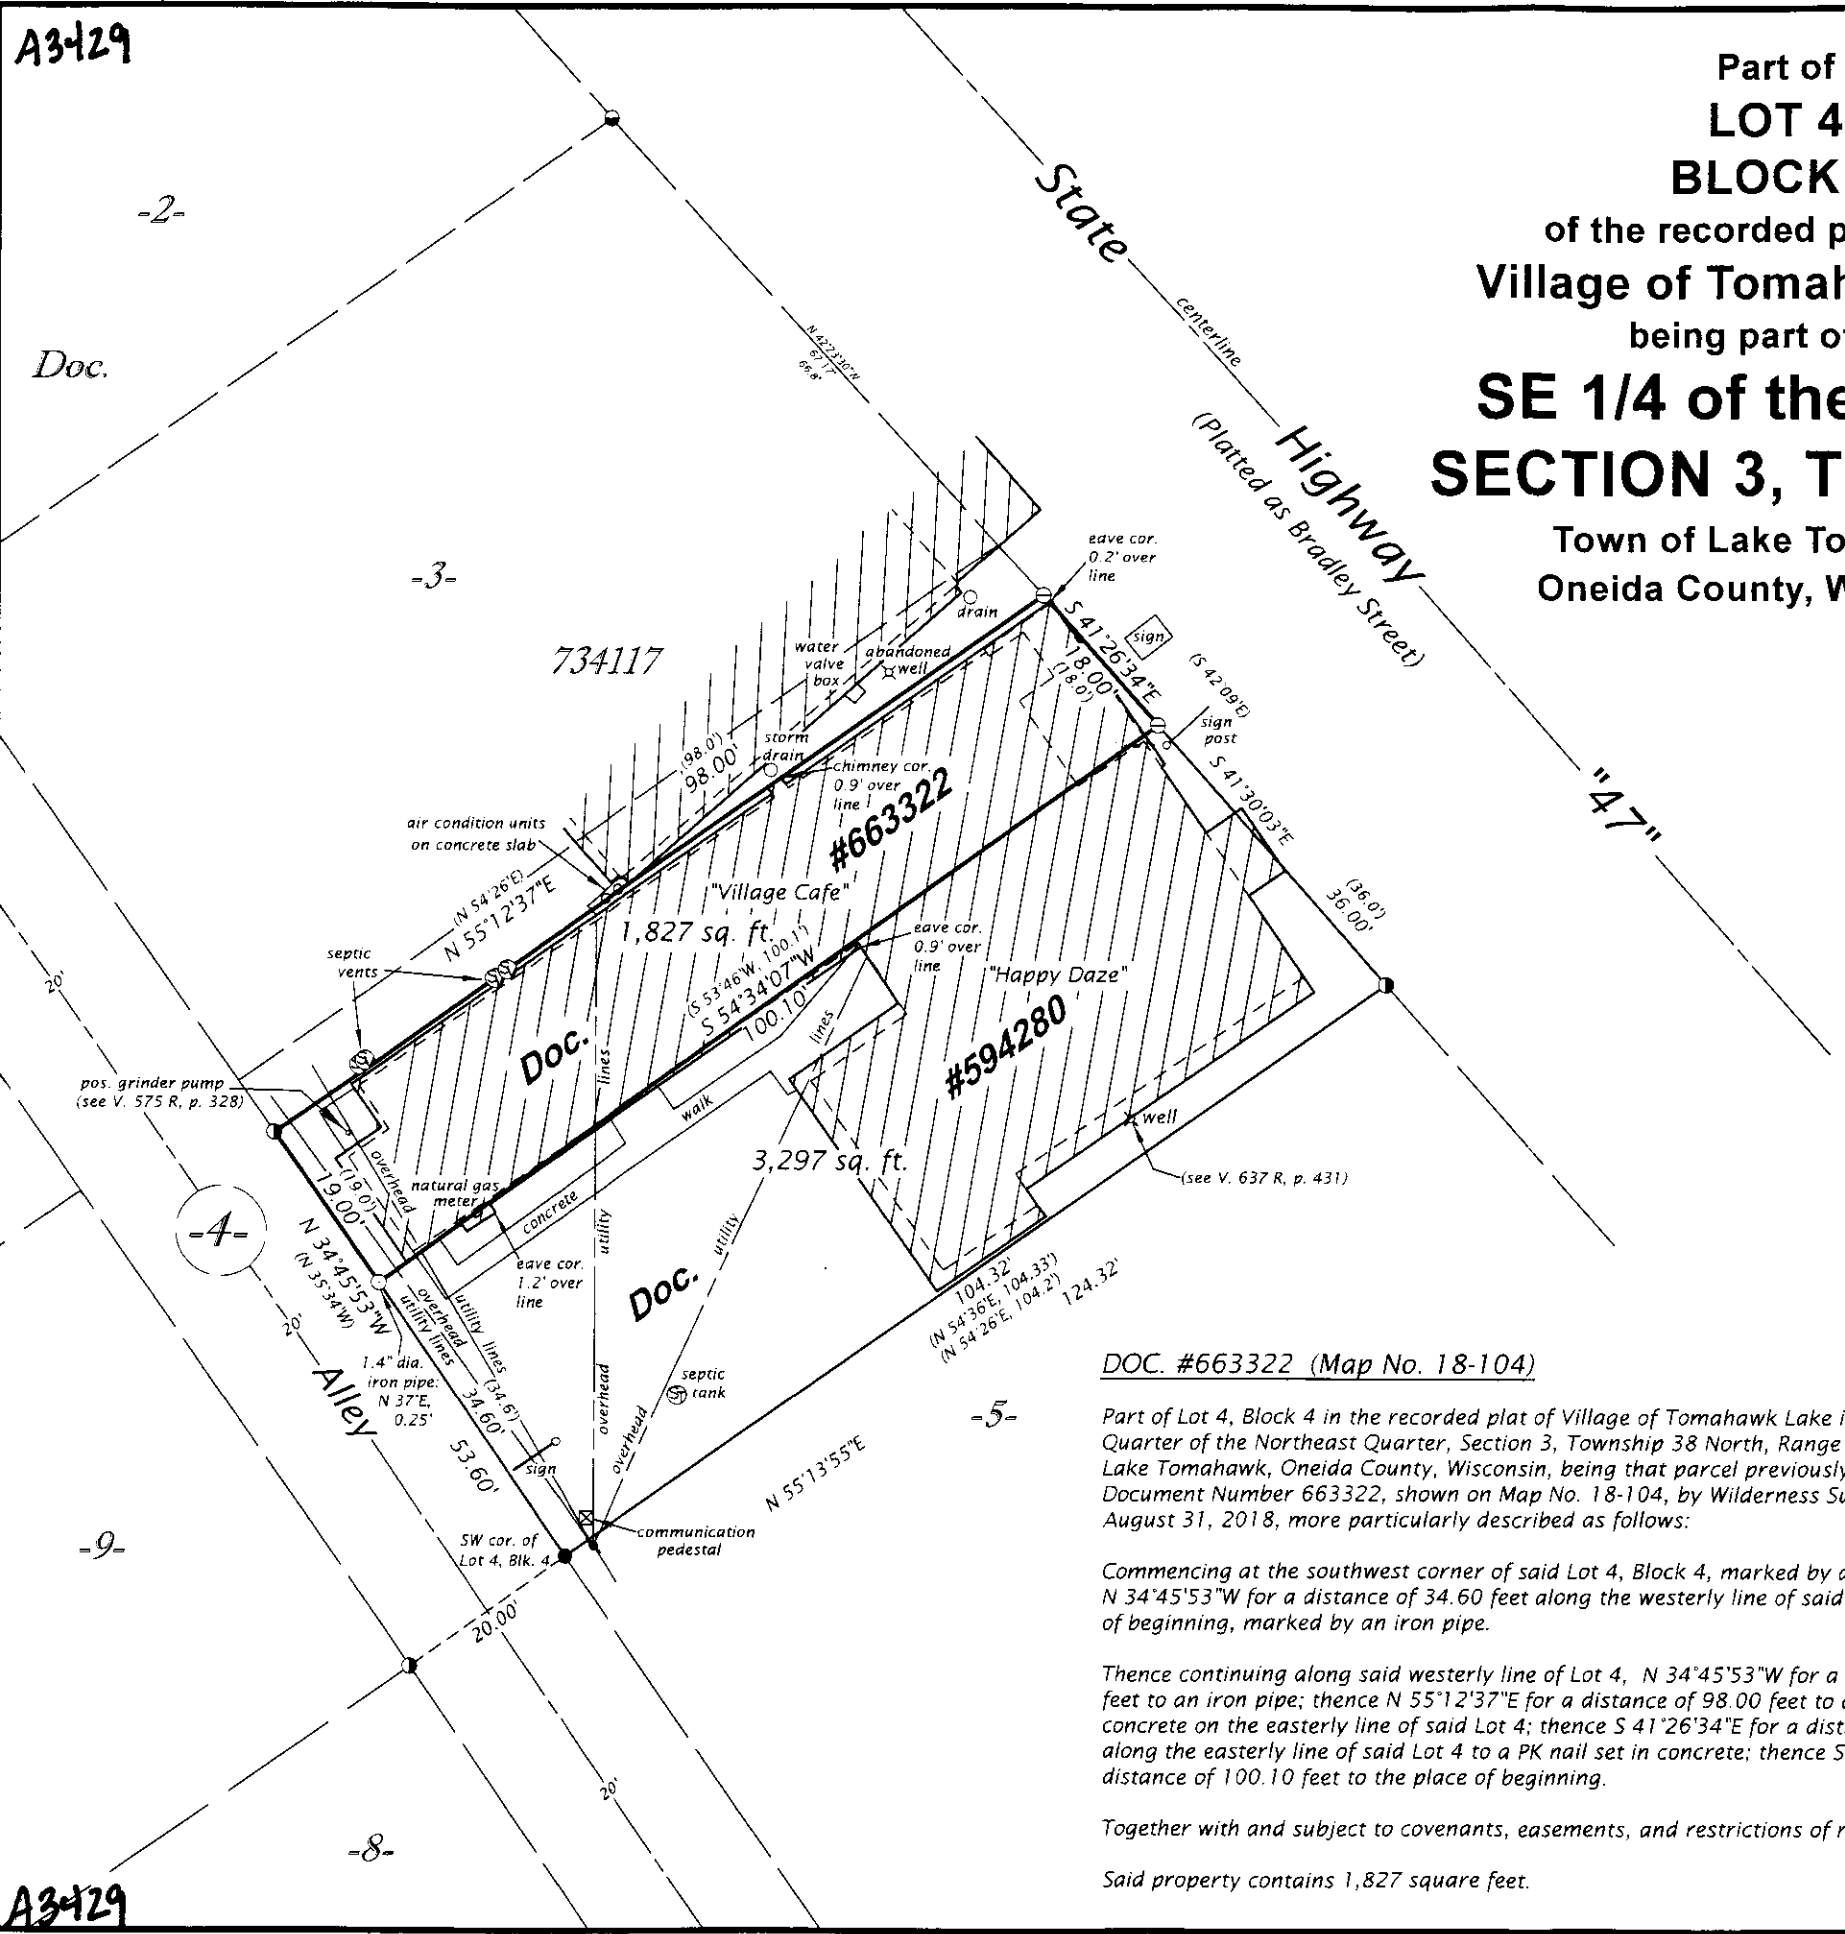 A3429
Part of
LOT 4
BLOCK
of the recorded p
Village of Tomah
being part of
SE 1/4 of the
SECTION 3, T
Town of Lake To
Oneida County, W
-2-
Doc.
-3-
734117
State
Highway
"47"
centerline
(Platted as Bradley Street)
67.17'
66.8'
eave cor.
0.2' over
line
drain
water
valve
box
abandoned
well
S 41°26'34"E
18.00'
(18.0')
sign
(S 42°09'E)
sign
post
S 41°30'03"E
(36.0')
36.00'
(98.0')
98.00'
storm
drain
chimney cor.
0.9' over
line
#663322
air condition units
on concrete slab
(N 54°26'E)
N 55°12'37"E
"Village Cafe"
1,827 sq. ft.
septic
vents
(S 53°46'W, 100.1')
S 54°34'07"W
100.10'
eave cor.
0.9' over
line
"Happy Daze"
#594280
Doc.
lines
lines
20'
pos. grinder pump
(see V. 575 R, p. 328)
walk
well
(see V. 637 R, p. 431)
3,297 sq. ft.
overhead
(19.0')
19.00'
natural gas
meter
concrete
-4-
N 34°45'53"W
(N 35°34'W)
eave cor.
1.2' over
line
utility
utility
Doc.
104.32'
(N 54°36'E, 104.33')
(N 54°26'E, 104.2')
124.32'
20'
overhead
utility lines
utility lines
1.4" dia.
iron pipe:
N 37°E,
0.25'
Alley
(34.6')
34.60'
53.60'
overhead
overhead
septic
tank
ST
-5-
sign
N 55°13'55"E
communication
pedestal
SW cor. of
Lot 4, Blk. 4
-9-
20.00'
20'
-8-
DOC. #663322 (Map No. 18-104)
Part of Lot 4, Block 4 in the recorded plat of Village of Tomahawk Lake i
Quarter of the Northeast Quarter, Section 3, Township 38 North, Range
Lake Tomahawk, Oneida County, Wisconsin, being that parcel previously
Document Number 663322, shown on Map No. 18-104, by Wilderness Su
August 31, 2018, more particularly described as follows:
Commencing at the southwest corner of said Lot 4, Block 4, marked by a
N 34°45'53"W for a distance of 34.60 feet along the westerly line of said
of beginning, marked by an iron pipe.
Thence continuing along said westerly line of Lot 4, N 34°45'53"W for a
feet to an iron pipe; thence N 55°12'37"E for a distance of 98.00 feet to a
concrete on the easterly line of said Lot 4; thence S 41°26'34"E for a dist
along the easterly line of said Lot 4 to a PK nail set in concrete; thence S
distance of 100.10 feet to the place of beginning.
Together with and subject to covenants, easements, and restrictions of r
Said property contains 1,827 square feet.
A3429